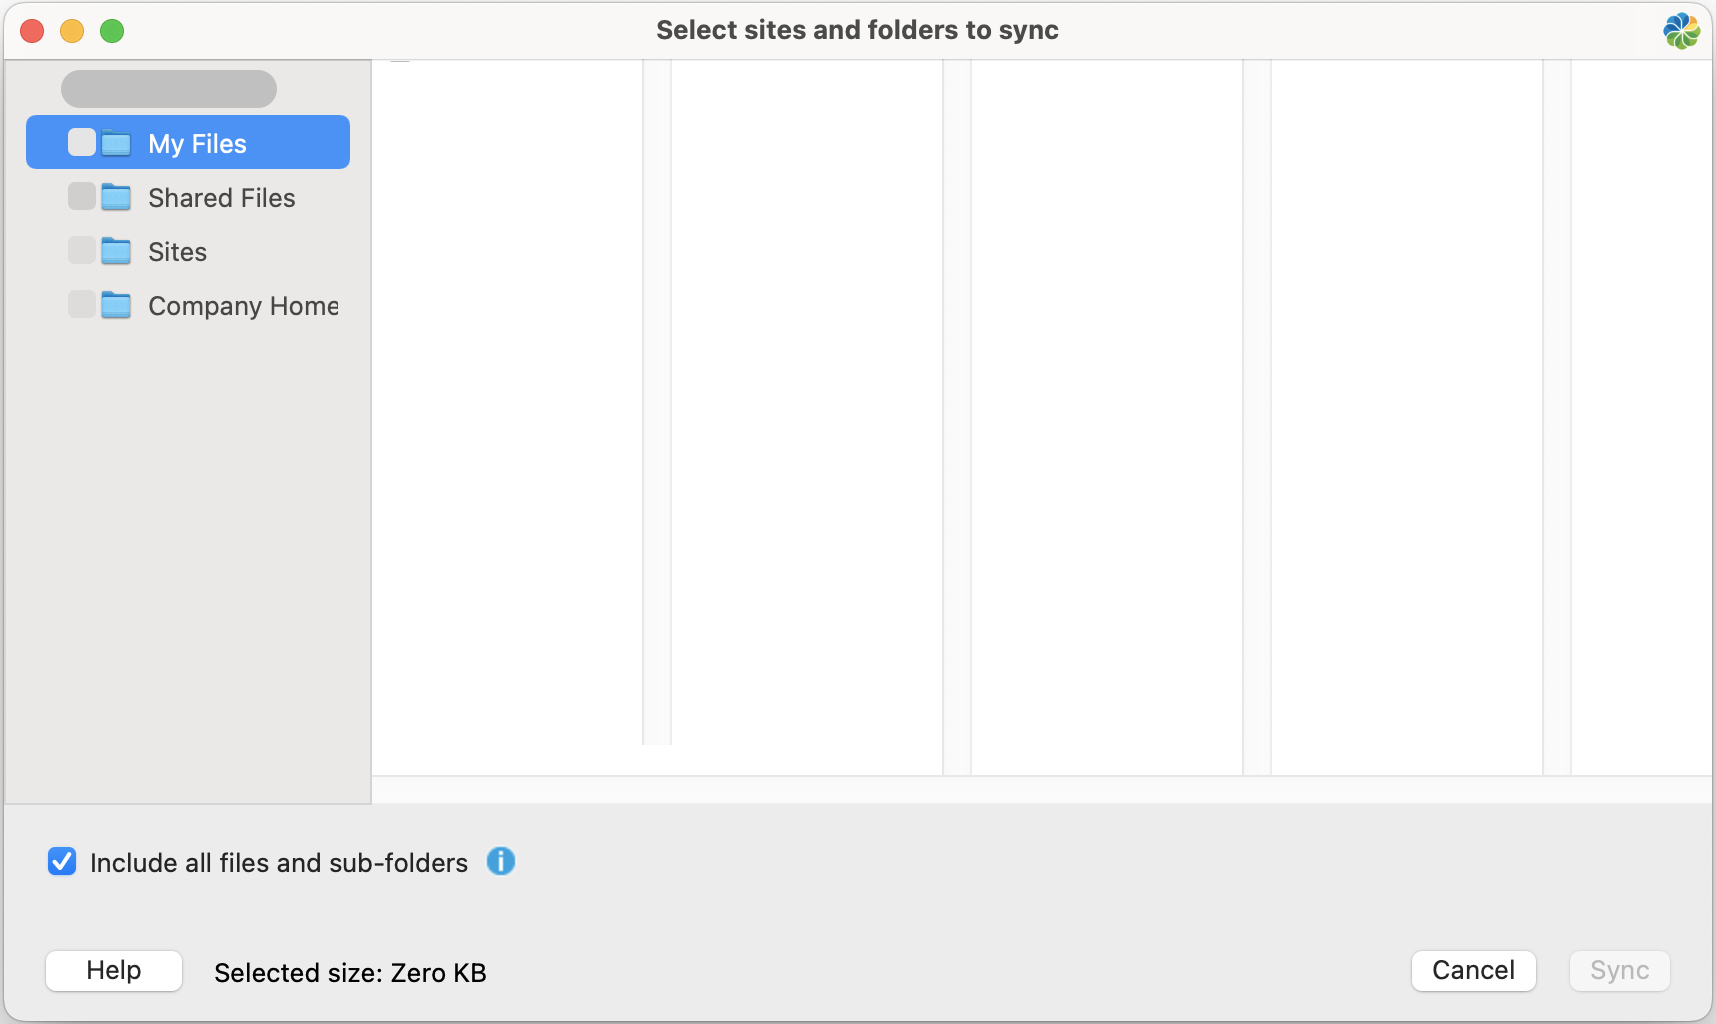 Select sites and folders to sync
My Files
Shared Files
Sites
Company Home
Include all files and sub-folders
Help
Selected size: Zero KB
Cancel
Sync